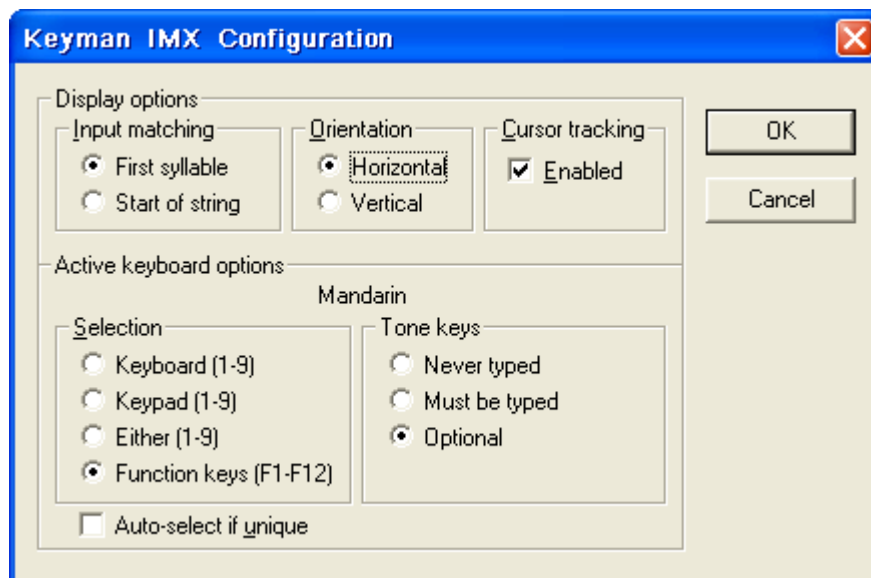 Keyman IMX Configuration
Display options
Input matching
First syllable
Start of string
Orientation
Horizontal
Vertical
Cursor tracking
Enabled
OK
Cancel
Active keyboard options
Mandarin
Selection
Keyboard (1-9)
Keypad (1-9)
Either (1-9)
Function keys (F1-F12)
Tone keys
Never typed
Must be typed
Optional
Auto-select if unique